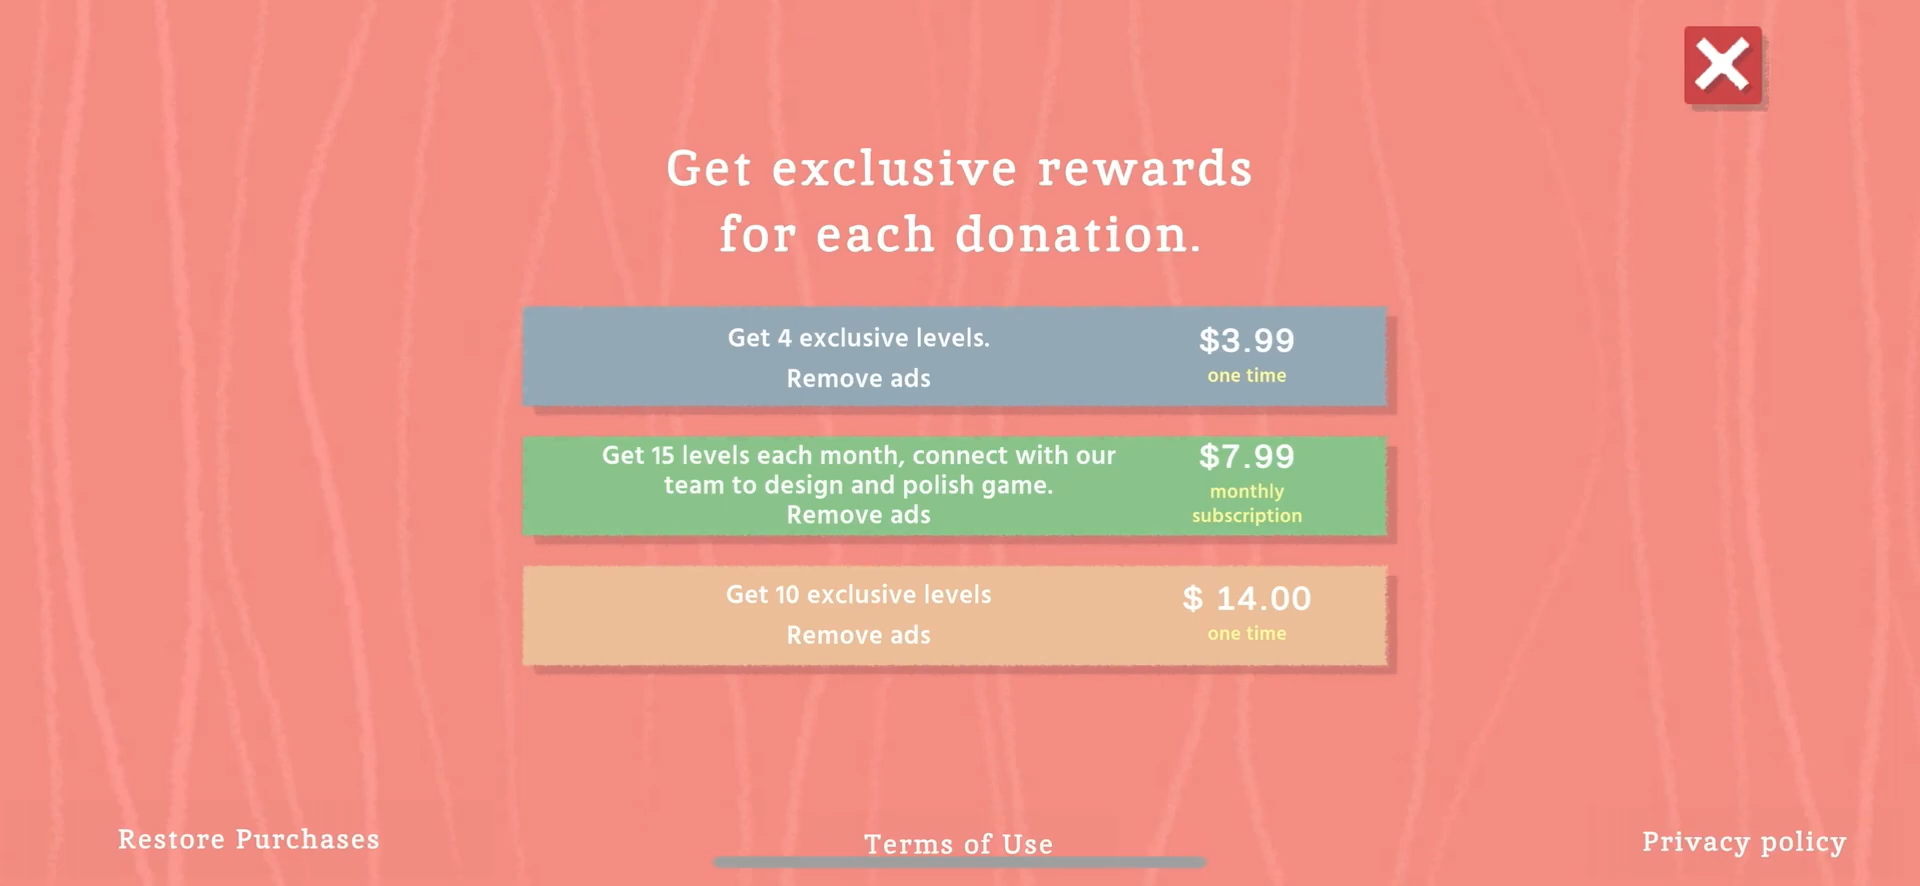 Get exclusive rewards
for each donation.
Get 4 exclusive levels.
Remove ads
$3.99
one time
Get 15 levels each month, connect with our
team to design and polish game.
Remove ads
$7.99
monthly
subscription
Get 10 exclusive levels
Remove ads
$ 14.00
one time
Restore Purchases
Terms of Use
Privacy policy